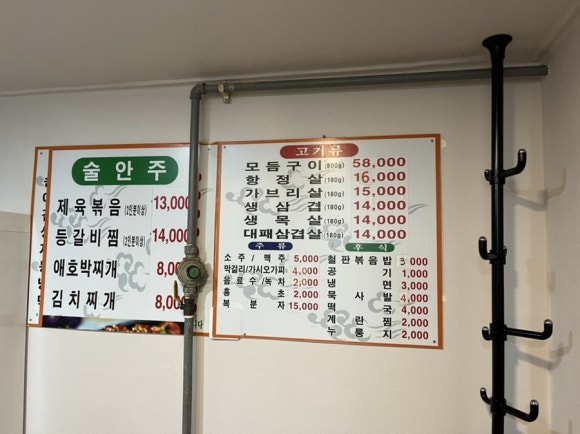 술안주
제육볶음 (2인분이상) 13,000
등갈비찜 (2인분이상) 14,000
애호박찌개 8,0
김치찌개 8,0
고기류
모듬구이 (800g) 58,000
항정살 (180g) 16,000
가브리살 (180g) 15,000
생삼겹 (180g) 14,000
생목살 (180g) 14,000
대패삼겹살 (180g) 14,000
주류
소주/맥주 5,000
막걸리/가시오가피 4,000
음료수/녹차 2,000
홍초 2,000
복분자 15,000
후식
철판볶음밥 3,000
공기 1,000
냉면 3,000
묵사발 4,000
떡국 4,000
계란찜 2,000
누룽지 2,000